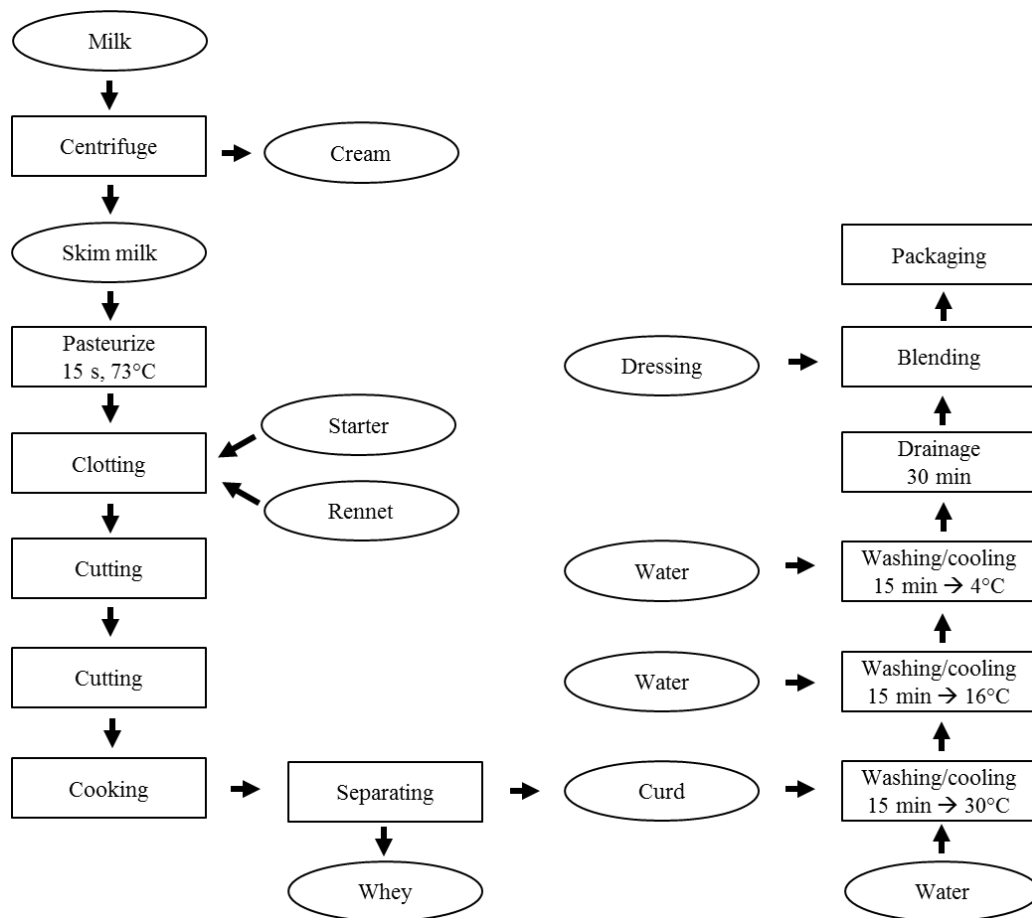 Milk
Centrifuge
Cream
Skim milk
Pasteurize
15 s, 73°C
Clotting
Starter
Rennet
Cutting
Cutting
Cooking
Separating
Whey
Curd
Water
Washing/cooling
15 min → 30°C
Water
Washing/cooling
15 min → 16°C
Water
Washing/cooling
15 min → 4°C
Drainage
30 min
Dressing
Blending
Packaging